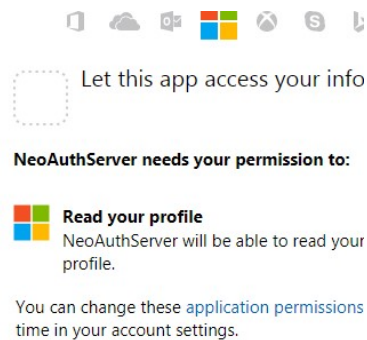 Let this app access your info
NeoAuthServer needs your permission to:
Read your profile
NeoAuthServer will be able to read your
profile.
You can change these application permissions
time in your account settings.